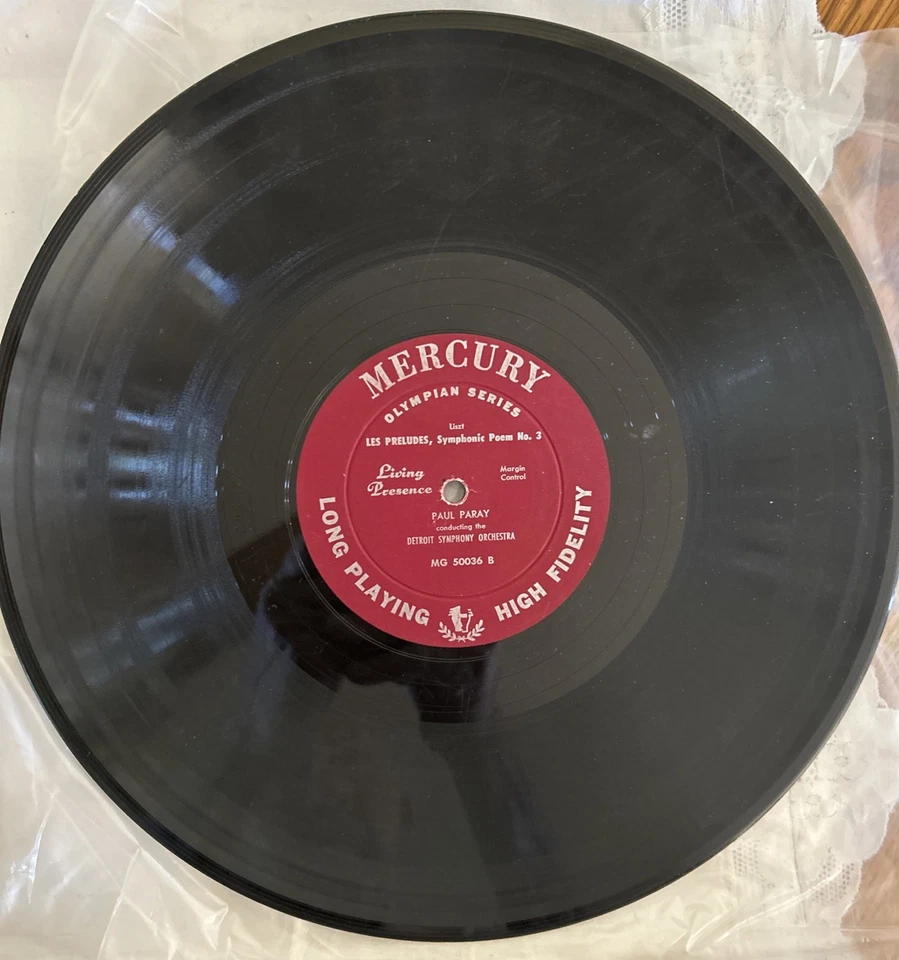 MERCURY
OLYMPIAN SERIES
Liszt
LES PRELUDES, Symphonic Poem No. 3
Living
Presence
Margin
Control
PAUL PARAY
conducting the
DETROIT SYMPHONY ORCHESTRA
MG 50036 B
LONG PLAYING
HIGH FIDELITY